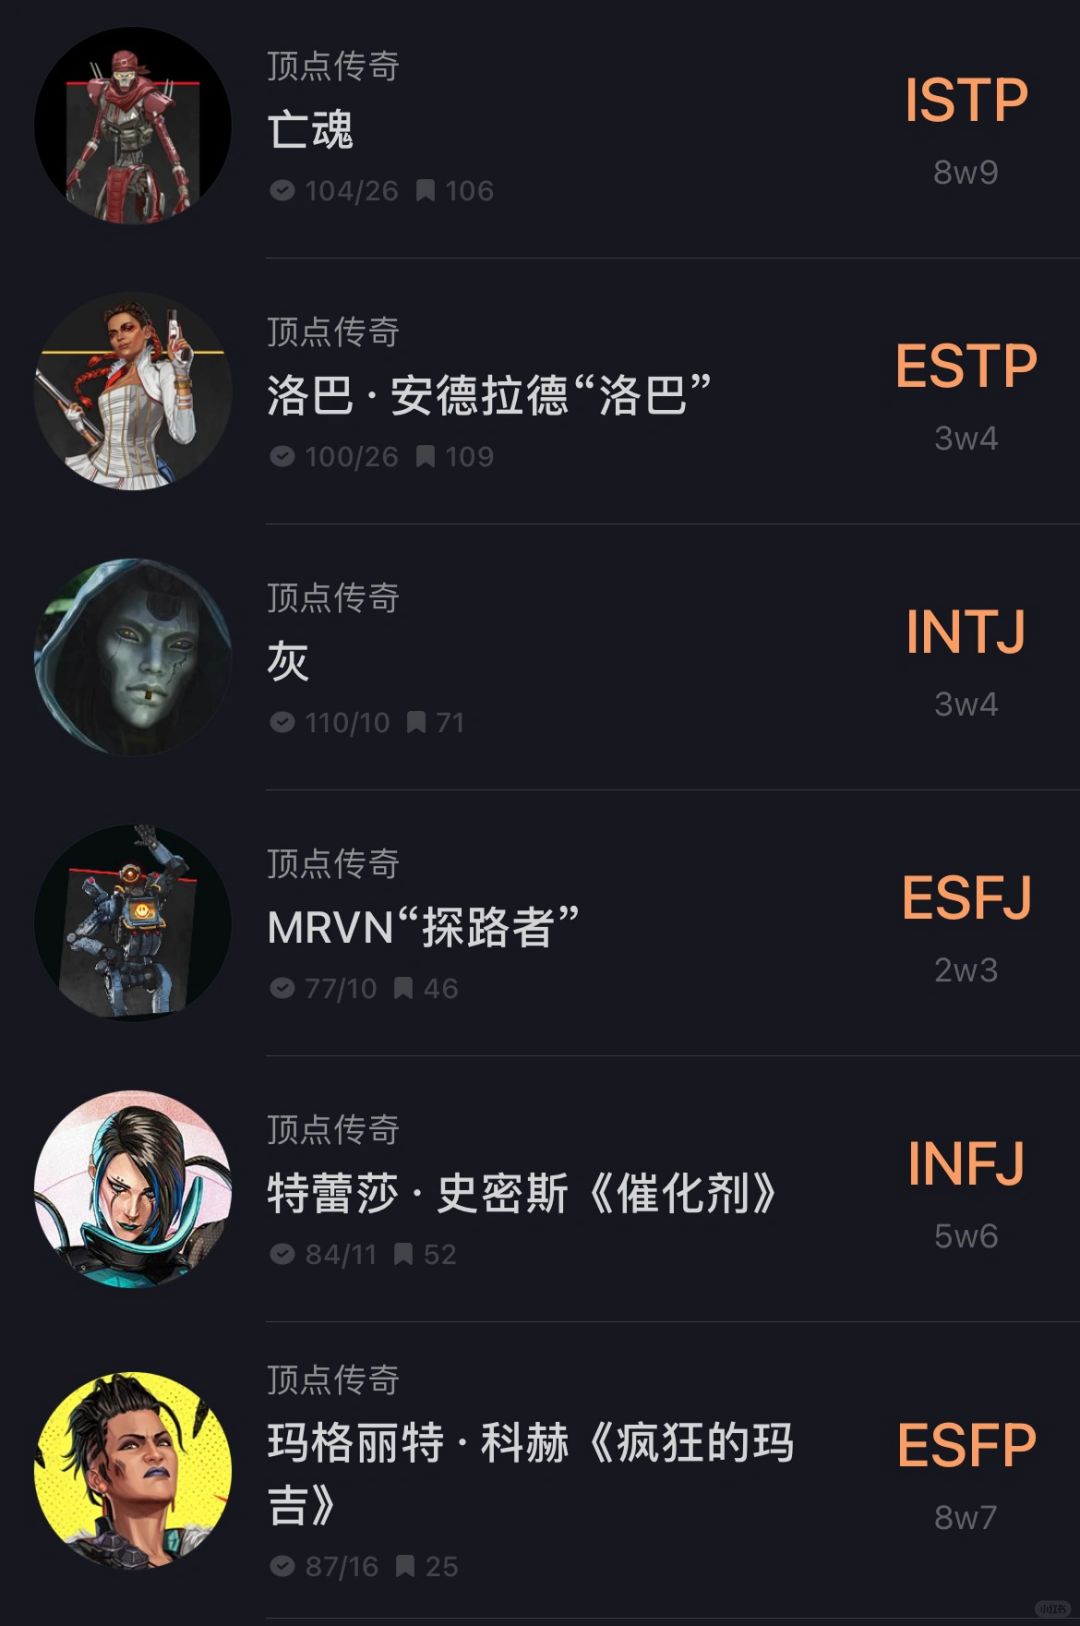 顶点传奇
亡魂
104/26 106
ISTP
8w9
顶点传奇
洛巴·安德拉德“洛巴”
100/26 109
ESTP
3w4
顶点传奇
灰
110/10 71
INTJ
3w4
顶点传奇
MRVN“探路者”
77/10 46
ESFJ
2w3
顶点传奇
特蕾莎·史密斯《催化剂》
84/11 52
INFJ
5w6
顶点传奇
玛格丽特·科赫《疯狂的玛
吉》
87/16 25
ESFP
8w7
小红书